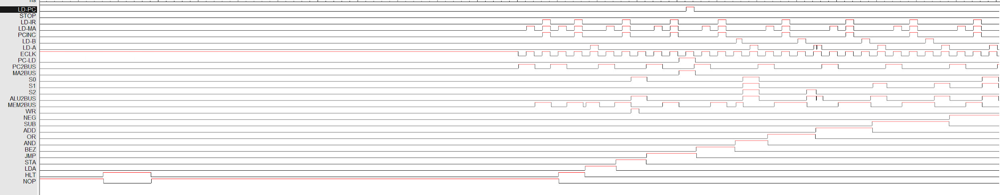 ns
LD-PC
STOP
LD-IR
LD-MA
PCINC
LD-B
LD-A
ECLK
PC-LD
PC2BUS
MA2BUS
S0
S1
S2
ALU2BUS
MEM2BUS
WR
NEG
SUB
ADD
OR
AND
BEZ
JMP
STA
LDA
HLT
NOP